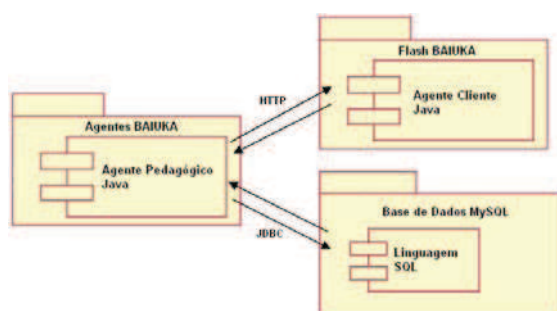 Flash BAIUKA
Agente Cliente
Java
HTTP
Agentes BAIUKA
Agente Pedagógico
Java
Base de Dados MySQL
JDBC
Linguagem
SQL